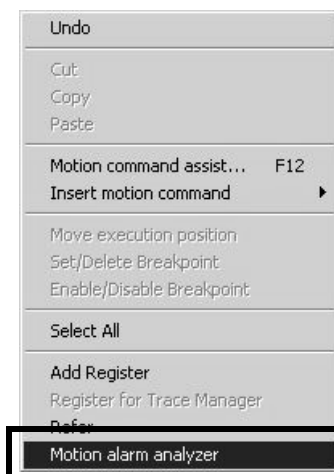 Undo
Cut
Copy
Paste
Motion command assist... F12
Insert motion command
Move execution position
Set/Delete Breakpoint
Enable/Disable Breakpoint
Select All
Add Register
Register for Trace Manager
Refer
Motion alarm analyzer